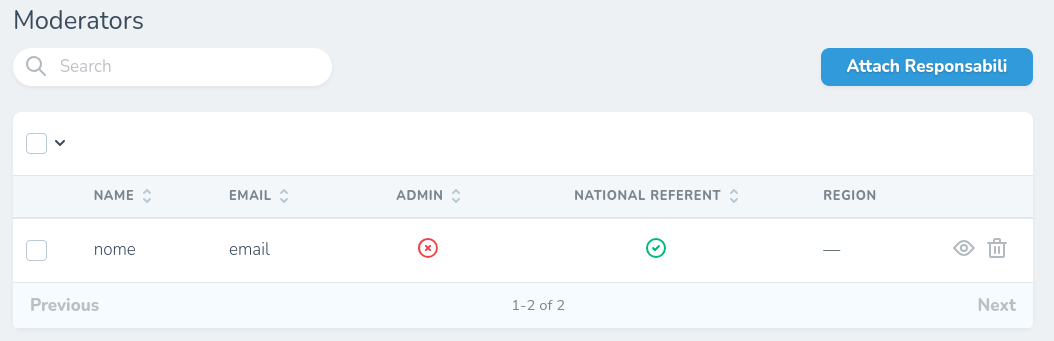 Moderators
Search
Attach Responsabili
NAME EMAIL ADMIN NATIONAL REFERENT REGION
nome email —
Previous 1-2 of 2 Next